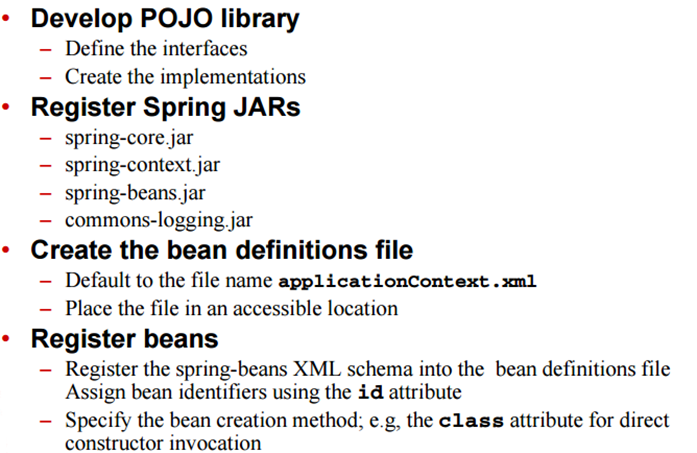 • Develop POJO library
– Define the interfaces
– Create the implementations
• Register Spring JARs
– spring-core.jar
– spring-context.jar
– spring-beans.jar
– commons-logging.jar
• Create the bean definitions file
– Default to the file name applicationContext.xml
– Place the file in an accessible location
• Register beans
– Register the spring-beans XML schema into the bean definitions file
Assign bean identifiers using the id attribute
– Specify the bean creation method; e.g, the class attribute for direct
constructor invocation